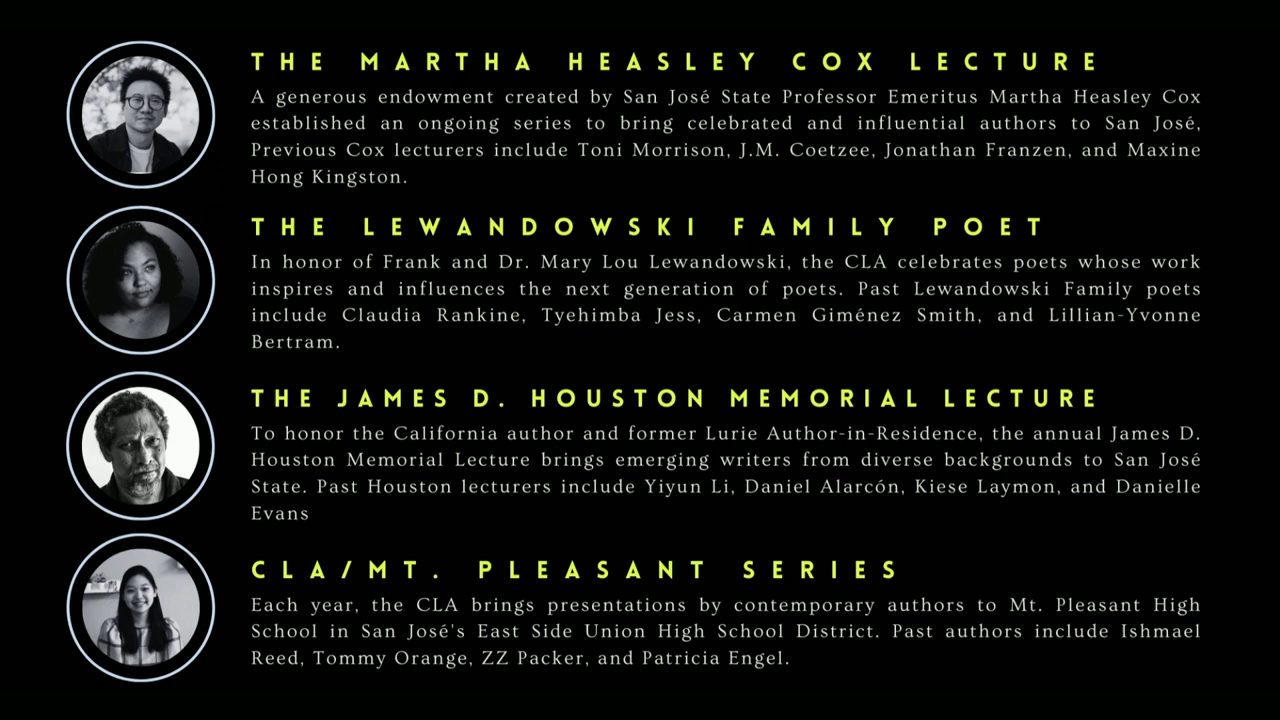 THE MARTHA HEASLEY COX LECTURE
A generous endowment created by San José State Professor Emeritus Martha Heasley Cox
established an ongoing series to bring celebrated and influential authors to San José,
Previous Cox lecturers include Toni Morrison, J.M. Coetzee, Jonathan Franzen, and Maxine
Hong Kingston.
THE LEWANDOWSKI FAMILY POET
In honor of Frank and Dr. Mary Lou Lewandowski, the CLA celebrates poets whose work
inspires and influences the next generation of poets. Past Lewandowski Family poets
include Claudia Rankine, Tyehimba Jess, Carmen Giménez Smith, and Lillian-Yvonne
Bertram.
THE JAMES D. HOUSTON MEMORIAL LECTURE
To honor the California author and former Lurie Author-in-Residence, the annual James D.
Houston Memorial Lecture brings emerging writers from diverse backgrounds to San José
State. Past Houston lecturers include Yiyun Li, Daniel Alarcón, Kiese Laymon, and Danielle
Evans
CLA/MT. PLEASANT SERIES
Each year, the CLA brings presentations by contemporary authors to Mt. Pleasant High
School in San José's East Side Union High School District. Past authors include Ishmael
Reed, Tommy Orange, ZZ Packer, and Patricia Engel.